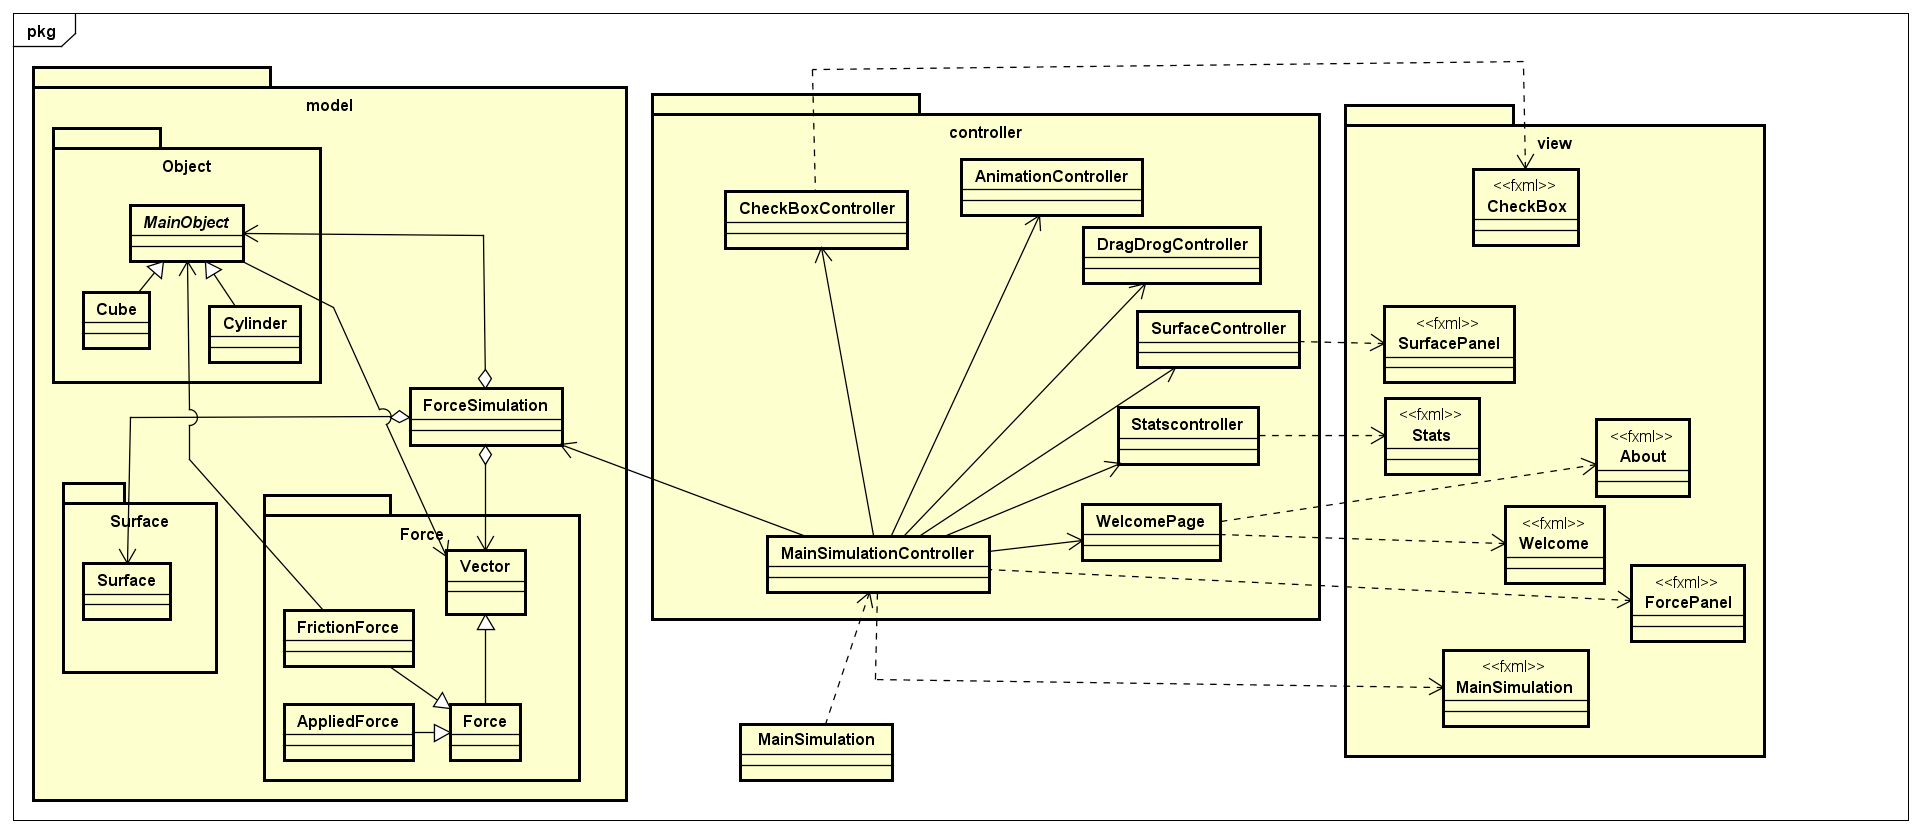 pkg
model
Object
MainObject
Cube
Cylinder
ForceSimulation
Surface
Surface
Force
Vector
FrictionForce
AppliedForce
Force
controller
CheckBoxController
AnimationController
DragDrogController
SurfaceController
Statscontroller
WelcomePage
MainSimulationController
MainSimulation
view
<<fxml>>
CheckBox
<<fxml>>
SurfacePanel
<<fxml>>
Stats
<<fxml>>
About
<<fxml>>
Welcome
<<fxml>>
ForcePanel
<<fxml>>
MainSimulation